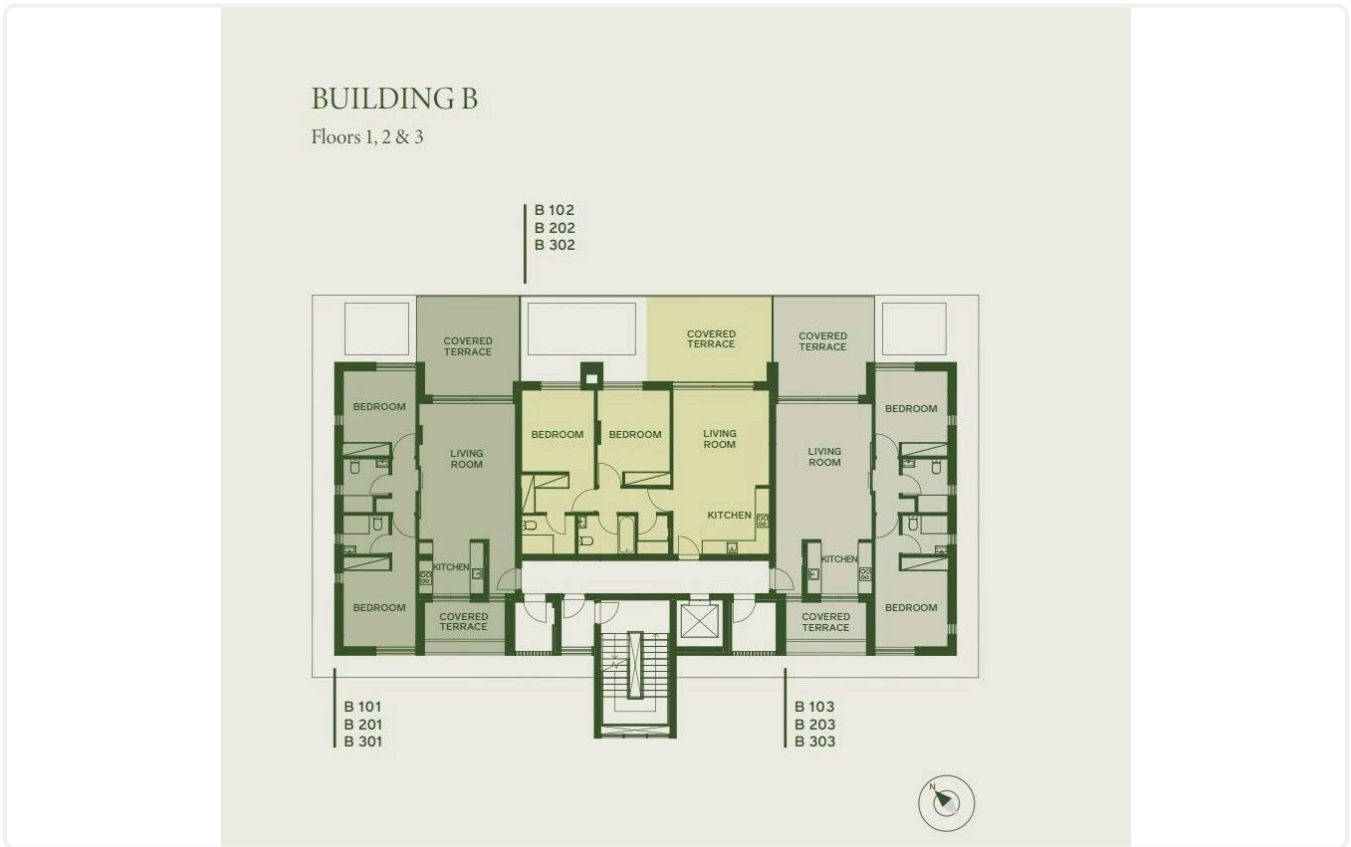 BUILDING B
Floors 1, 2 & 3
B 102
B 202
B 302
COVERED
TERRACE
COVERED
TERRACE
COVERED
TERRACE
BEDROOM
BEDROOM
BEDROOM
LIVING
ROOM
BEDROOM
LIVING
ROOM
LIVING
ROOM
KITCHEN
KITCHEN
KITCHEN
BEDROOM
COVERED
TERRACE
COVERED
TERRACE
BEDROOM
B 101
B 201
B 301
B 103
B 203
B 303
N